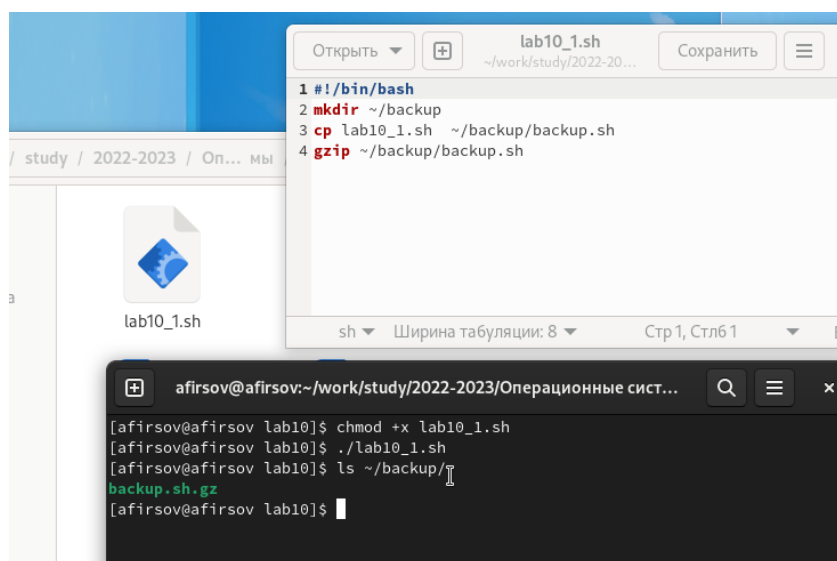 Открыть
lab10_1.sh
~/work/study/2022-20...
Сохранить
1 #!/bin/bash
2 mkdir ~/backup
3 cp lab10_1.sh  ~/backup/backup.sh
4 gzip ~/backup/backup.sh
/ study / 2022-2023 / Оп... мы /
lab10_1.sh
sh Ширина табуляции: 8 Стр 1, Стлб 1
afirsov@afirsov:~/work/study/2022-2023/Операционные сист...
[afirsov@afirsov lab10]$ chmod +x lab10_1.sh
[afirsov@afirsov lab10]$ ./lab10_1.sh
[afirsov@afirsov lab10]$ ls ~/backup/
backup.sh.gz
[afirsov@afirsov lab10]$